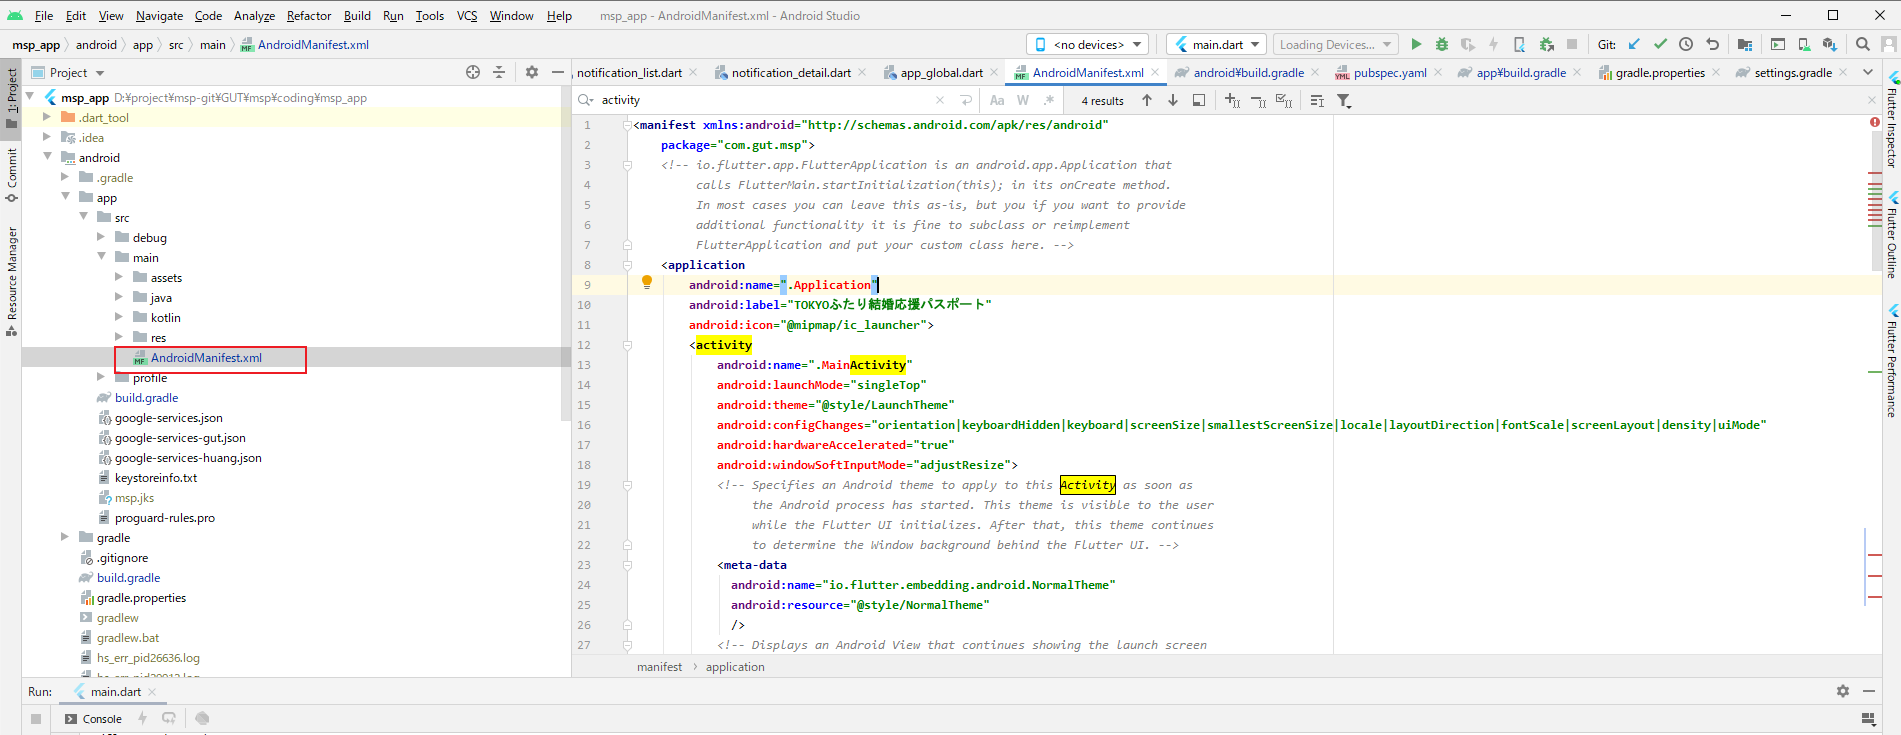 File Edit View Navigate Code Analyze Refactor Build Run Tools VCS Window Help msp_app - AndroidManifest.xml - Android Studio
msp_app android app src main AndroidManifest.xml <no devices> main.dart Loading Devices... Git:
Project notification_list.dart notification_detail.dart app_global.dart AndroidManifest.xml android¥build.gradle pubspec.yaml app¥build.gradle gradle.properties settings.gradle
activity Aa W .* 4 results
1: Project
Commit
Resource Manager
msp_app D:¥project¥msp-git¥GUT¥msp¥coding¥msp_app
.dart_tool
.idea
android
.gradle
app
src
debug
main
assets
java
kotlin
res
AndroidManifest.xml
profile
build.gradle
google-services.json
google-services-gut.json
google-services-huang.json
keystoreinfo.txt
msp.jks
proguard-rules.pro
gradle
.gitignore
build.gradle
gradle.properties
gradlew
gradlew.bat
hs_err_pid26636.log
1 <manifest xmlns:android="http://schemas.android.com/apk/res/android"
2 package="com.gut.msp">
3 <!-- io.flutter.app.FlutterApplication is an android.app.Application that
4 calls FlutterMain.startInitialization(this); in its onCreate method.
5 In most cases you can leave this as-is, but you if you want to provide
6 additional functionality it is fine to subclass or reimplement
7 FlutterApplication and put your custom class here. -->
8 <application
9 android:name=".Application"
10 android:label="TOKYOふたり結婚応援パスポート"
11 android:icon="@mipmap/ic_launcher">
12 <activity
13 android:name=".MainActivity"
14 android:launchMode="singleTop"
15 android:theme="@style/LaunchTheme"
16 android:configChanges="orientation|keyboardHidden|keyboard|screenSize|smallestScreenSize|locale|layoutDirection|fontScale|screenLayout|density|uiMode"
17 android:hardwareAccelerated="true"
18 android:windowSoftInputMode="adjustResize">
19 <!-- Specifies an Android theme to apply to this Activity as soon as
20 the Android process has started. This theme is visible to the user
21 while the Flutter UI initializes. After that, this theme continues
22 to determine the Window background behind the Flutter UI. -->
23 <meta-data
24 android:name="io.flutter.embedding.android.NormalTheme"
25 android:resource="@style/NormalTheme"
26 />
27 <!-- Displays an Android View that continues showing the launch screen
manifest application
Flutter Inspector
Flutter Outline
Flutter Performance
Run: main.dart
Console